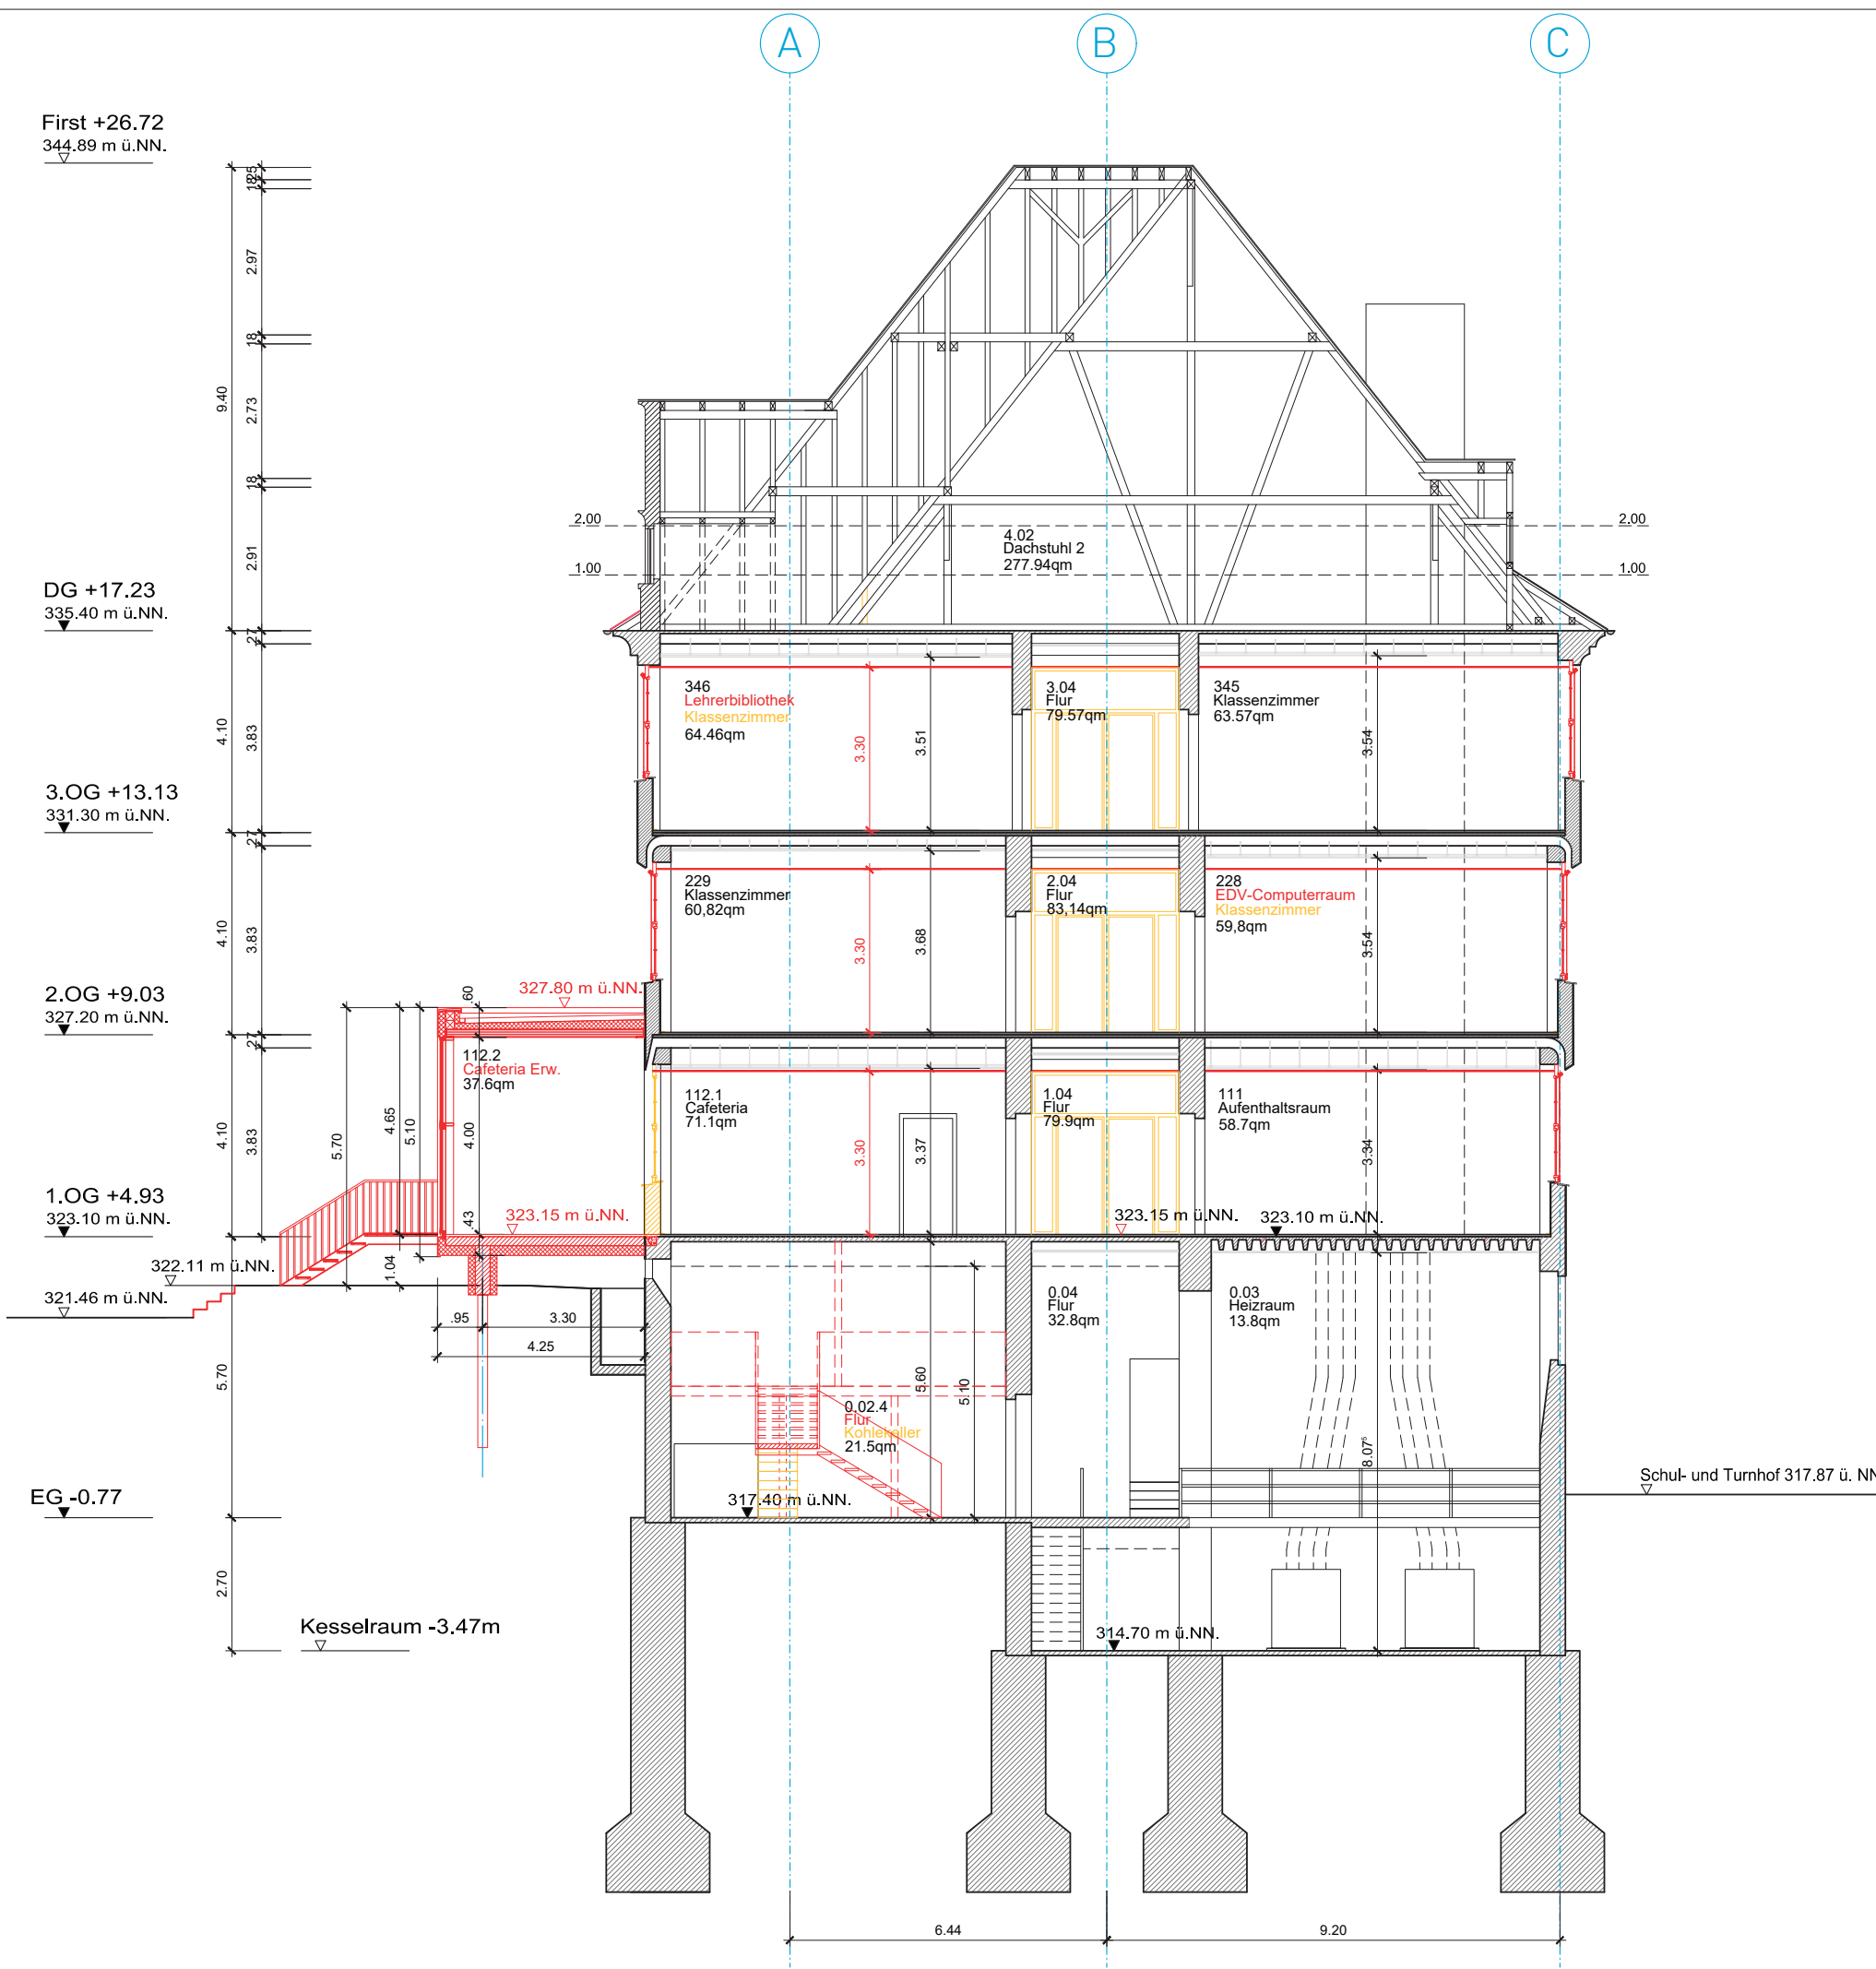 A
B
C
First +26.72
344.89 m ü.NN.
25
18
2.97
18
9.40
2.73
18
2.91
2.00
2.00
4.02
Dachstuhl 2
277.94qm
1.00
1.00
DG +17.23
335.40 m ü.NN.
27
346
Lehrerbibliothek
Klassenzimmer
64.46qm
3.04
Flur
79.57qm
345
Klassenzimmer
63.57qm
4.10
3.83
3.30
3.51
3.54
3.OG +13.13
331.30 m ü.NN.
27
229
Klassenzimmer
60,82qm
2.04
Flur
83,14qm
228
EDV-Computerraum
Klassenzimmer
59,8qm
4.10
3.83
3.30
3.68
3.54
2.OG +9.03
327.20 m ü.NN.
.60
327.80 m ü.NN.
27
112.2
Cafeteria Erw.
37.6qm
112.1
Cafeteria
71.1qm
1.04
Flur
79.9qm
111
Aufenthaltsraum
58.7qm
4.10
3.83
5.70
4.65
5.10
4.00
3.30
3.37
3.34
1.OG +4.93
323.10 m ü.NN.
.43
323.15 m ü.NN.
323.15 m ü.NN.
323.10 m ü.NN.
322.11 m ü.NN.
1.04
321.46 m ü.NN.
.95
3.30
4.25
0.04
Flur
32.8qm
0.03
Heizraum
13.8qm
5.70
5.60
5.10
0.02.4
Flur
Kohlekeller
21.5qm
8.07⁵
Schul- und Turnhof 317.87 ü. NN
EG -0.77
317.40 m ü.NN.
2.70
Kesselraum -3.47m
314.70 m ü.NN.
6.44
9.20